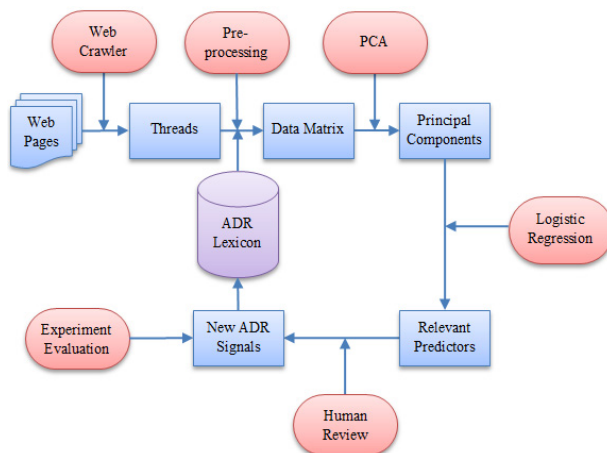 Web
Crawler
Pre-
processing
PCA
Web
Pages
Threads
Data Matrix
Principal
Components
ADR
Lexicon
Logistic
Regression
Experiment
Evaluation
New ADR
Signals
Relevant
Predictors
Human
Review